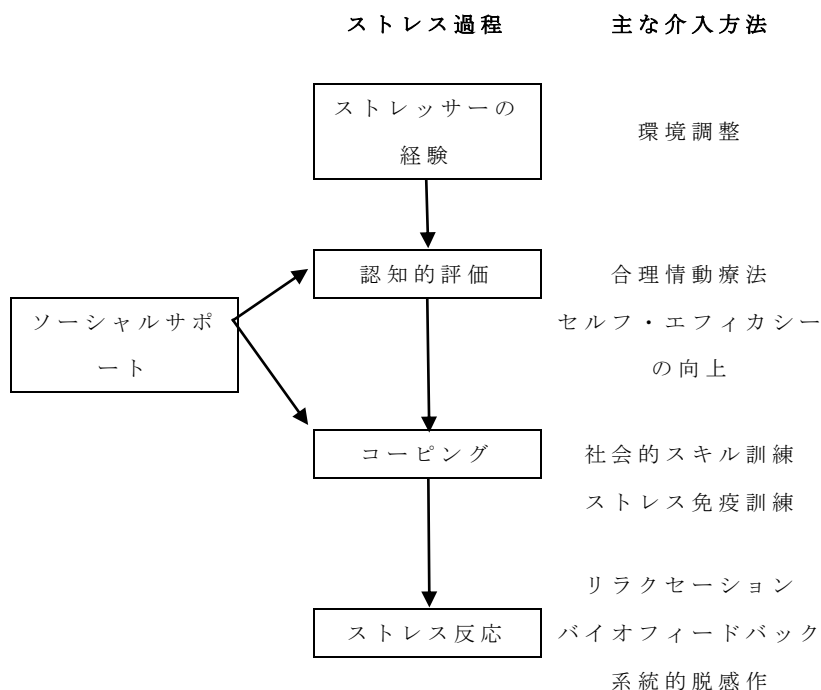 ストレス過程
主な介入方法
ストレッサーの
経験
環境調整
認知的評価
合理情動療法
セルフ・エフィカシー
の向上
ソーシャルサポ
ート
コーピング
社会的スキル訓練
ストレス免疫訓練
ストレス反応
リラクセーション
バイオフィードバック
系統的脱感作